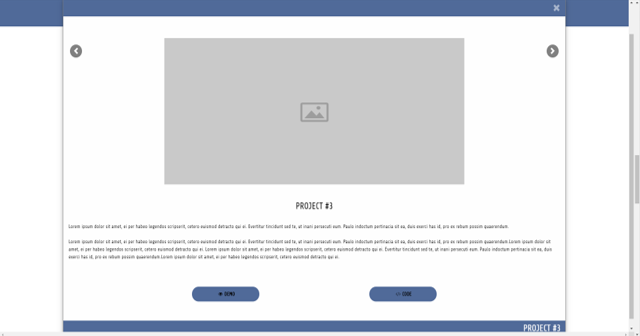 ×
PROJECT #3
Lorem ipsum dolor sit amet, ei per habeo legendos scripserit, cetero euismod detracto qui ei. Evertitur tincidunt sed te, at iriani persecuti eum. Paulo indoctum pertinacia sit ea, duis exerci has id, pro ex rebum possim quaerendum.
Lorem ipsum dolor sit amet, ei per habeo legendos scripserit, cetero euismod detracto qui ei. Evertitur tincidunt sed te, at iriani persecuti eum. Paulo indoctum pertinacia sit ea, duis exerci has id, pro ex rebum possim quaerendum.Lorem ipsum dolor sit
amet, ei per habeo legendos scripserit, cetero euismod detracto qui ei. Lorem ipsum dolor sit amet, ei per habeo legendos scripserit, cetero euismod detracto qui ei. Evertitur tincidunt sed te, at iriani persecuti eum. Paulo indoctum pertinacia sit ea, duis
exerci has id, pro ex rebum possim quaerendum.Lorem ipsum dolor sit amet, ei per habeo legendos scripserit, cetero euismod detracto qui ei.
DEMO
CODE
PROJECT #3